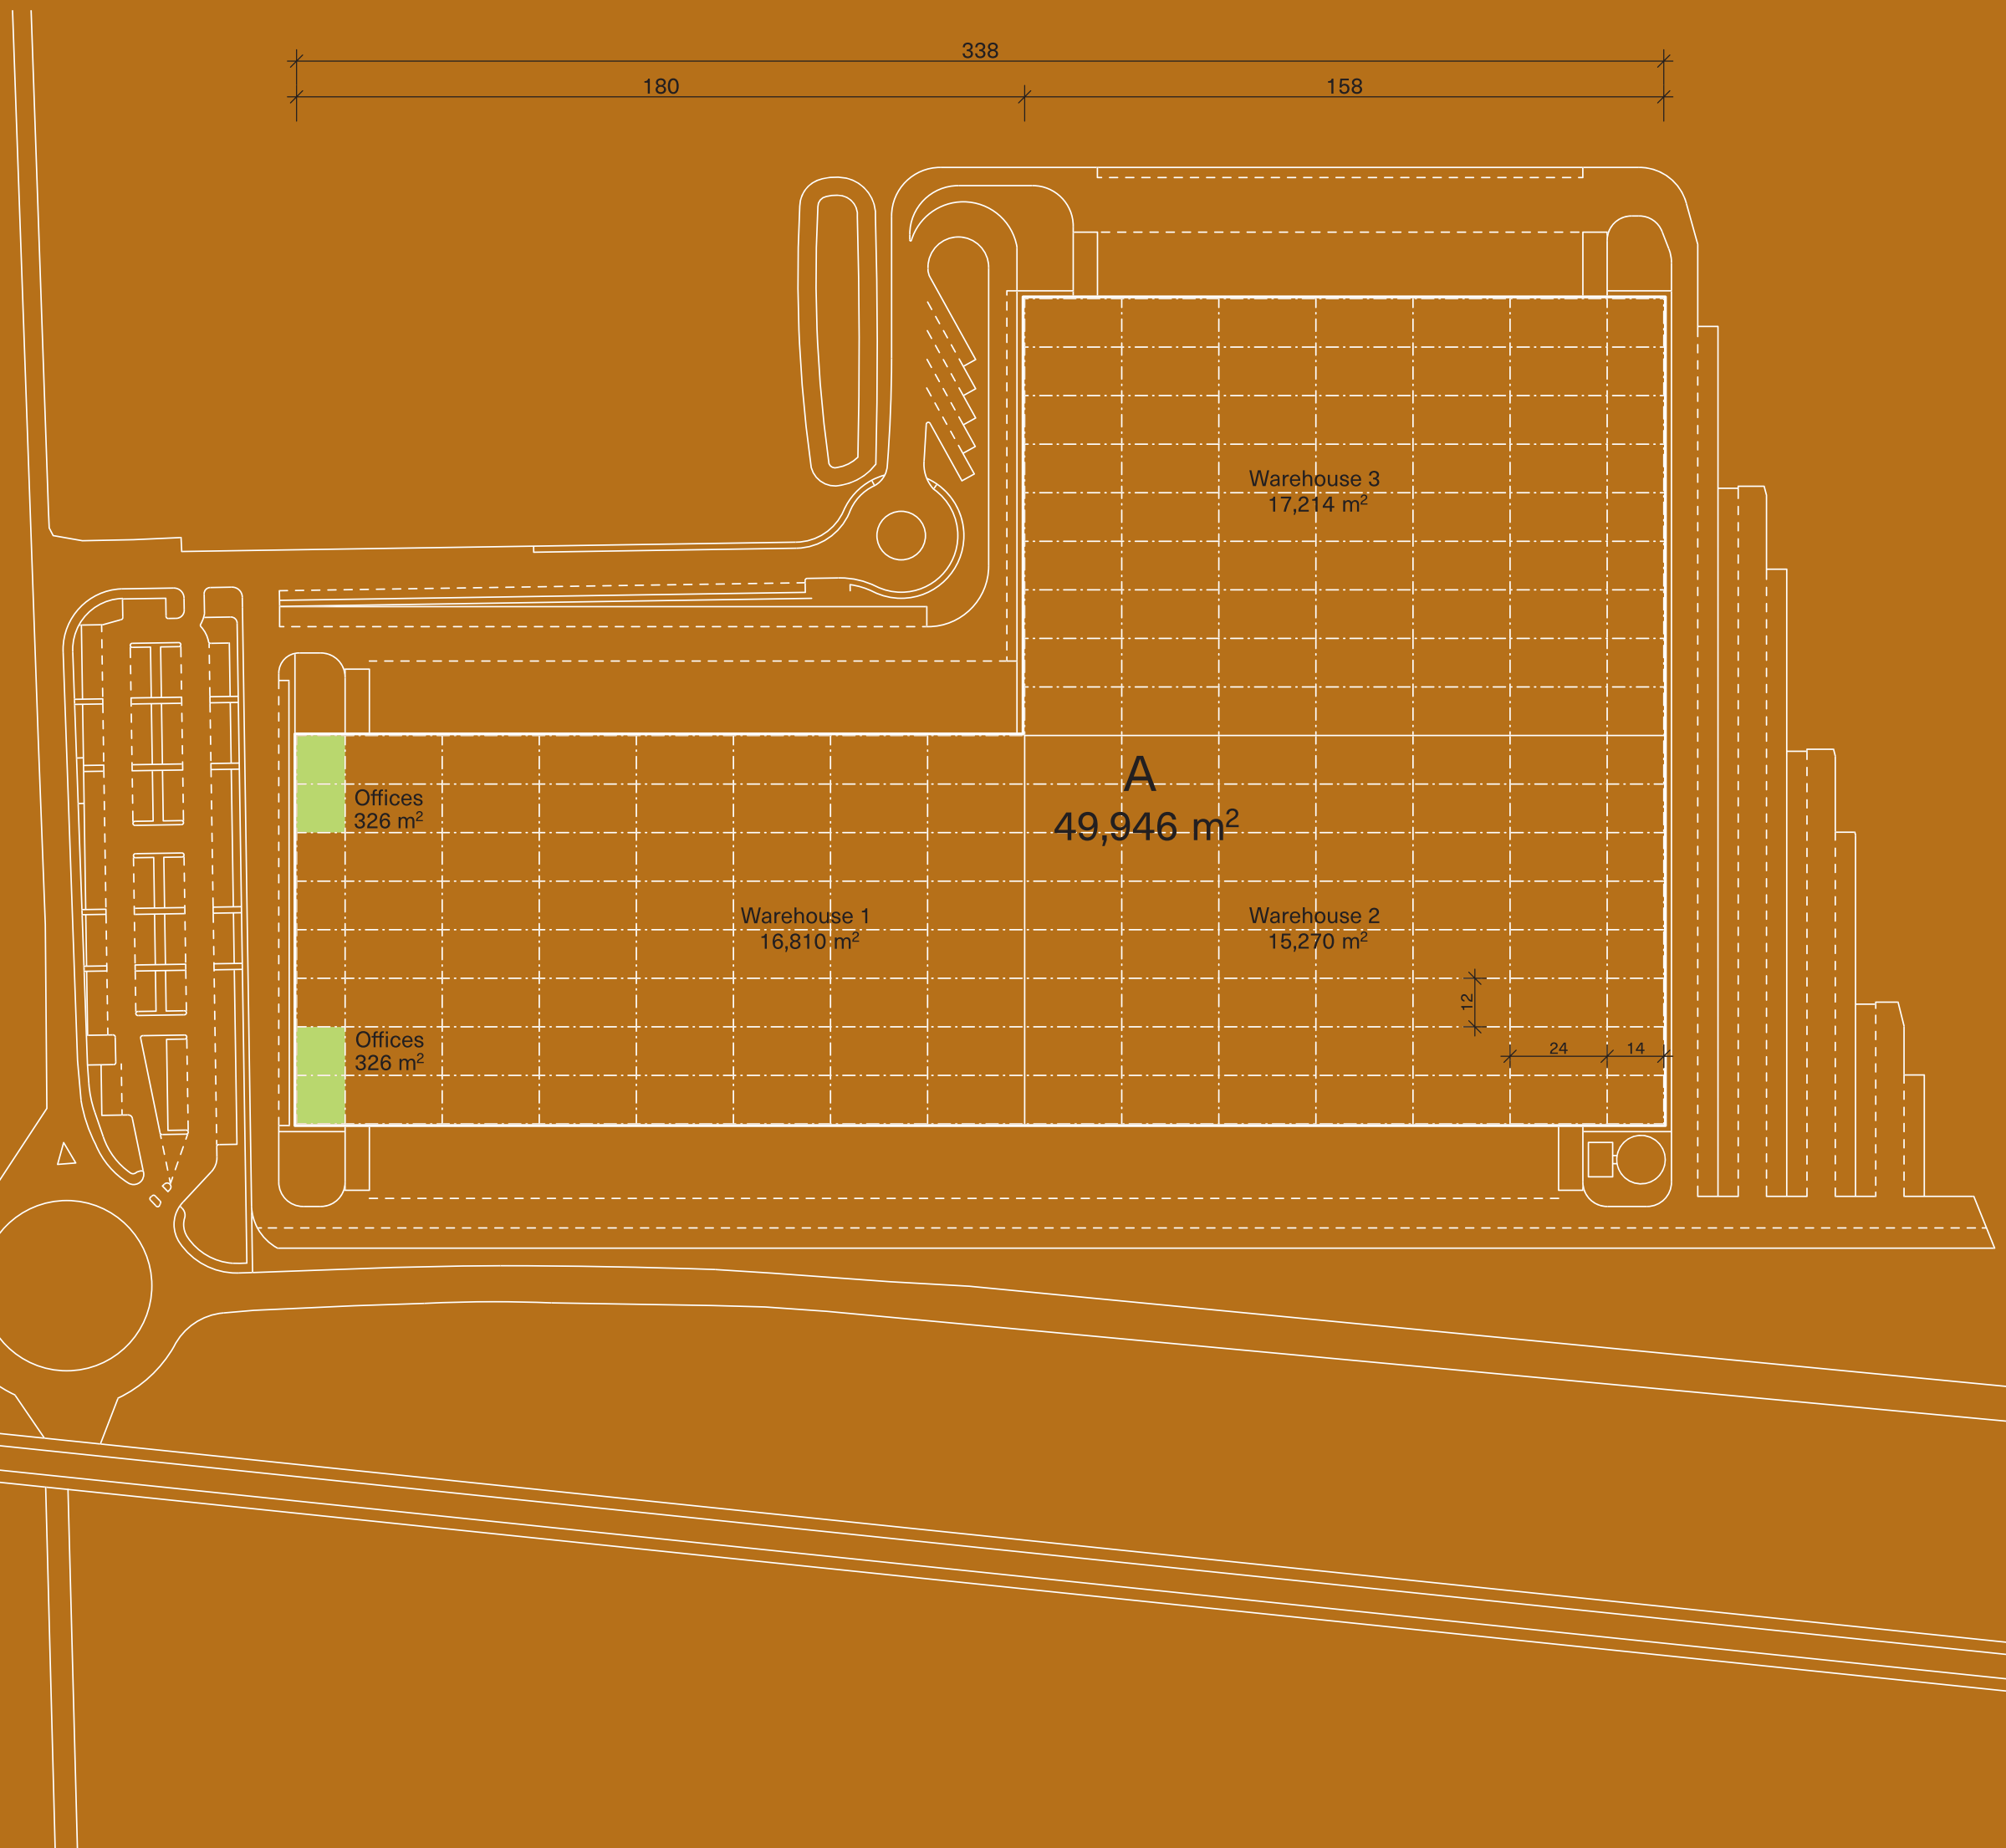 338
180
158
Warehouse 3
17,214 m²
A
49,946 m²
Offices
326 m²
Warehouse 1
16,810 m²
Warehouse 2
15,270 m²
12
24
14
Offices
326 m²